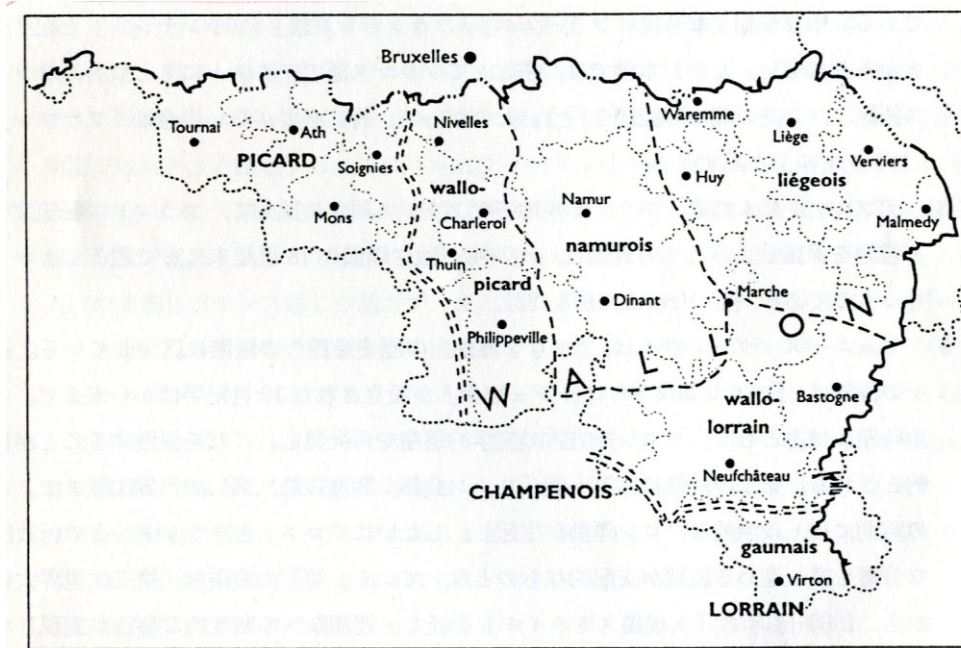 Bruxelles
Nivelles
Waremme
Tournai
Ath
Liège
PICARD
Soignies
Verviers
Huy
wallo-
liégeois
Mons
Charleroi
Namur
Malmedy
namurois
Thuin
picard
Dinant
Marche
Philippeville
WALLON
wallo-
lorrain
Bastogne
Neufchâteau
CHAMPENOIS
gaumais
Virton
LORRAIN